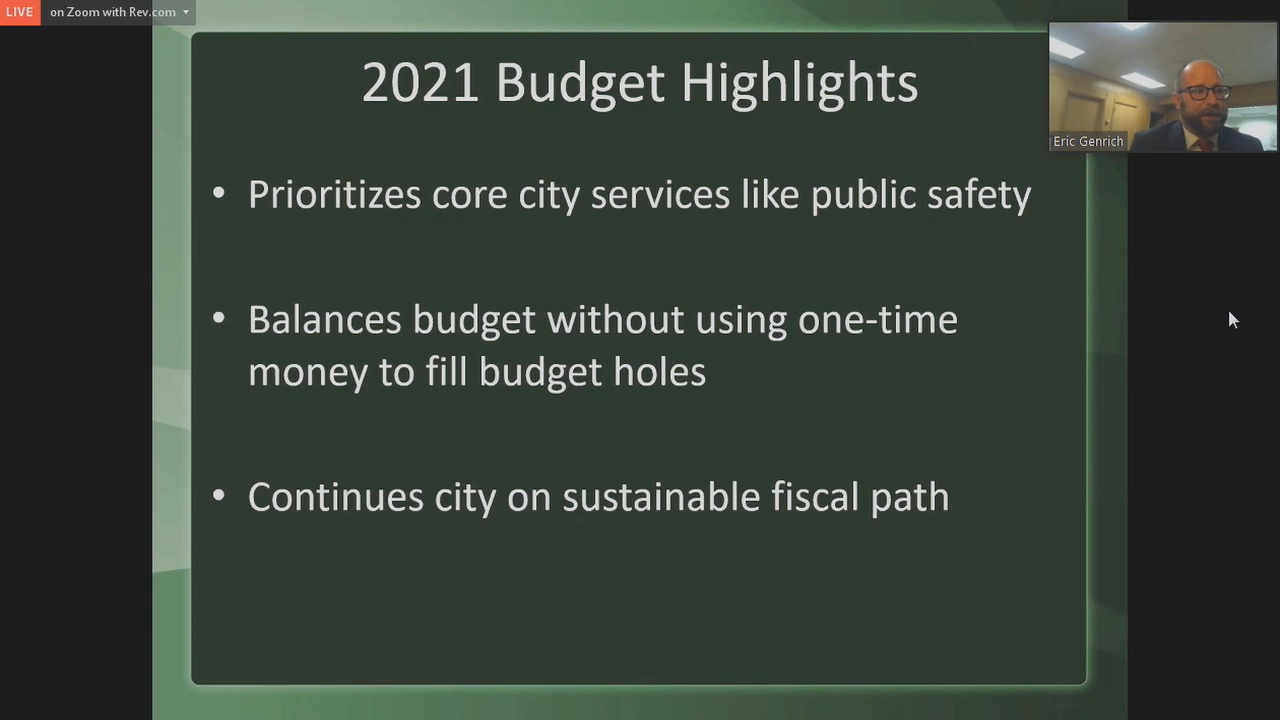 LIVE on Zoom with Rev.com
2021 Budget Highlights
Eric Genrich
• Prioritizes core city services like public safety
• Balances budget without using one-time
money to fill budget holes
• Continues city on sustainable fiscal path